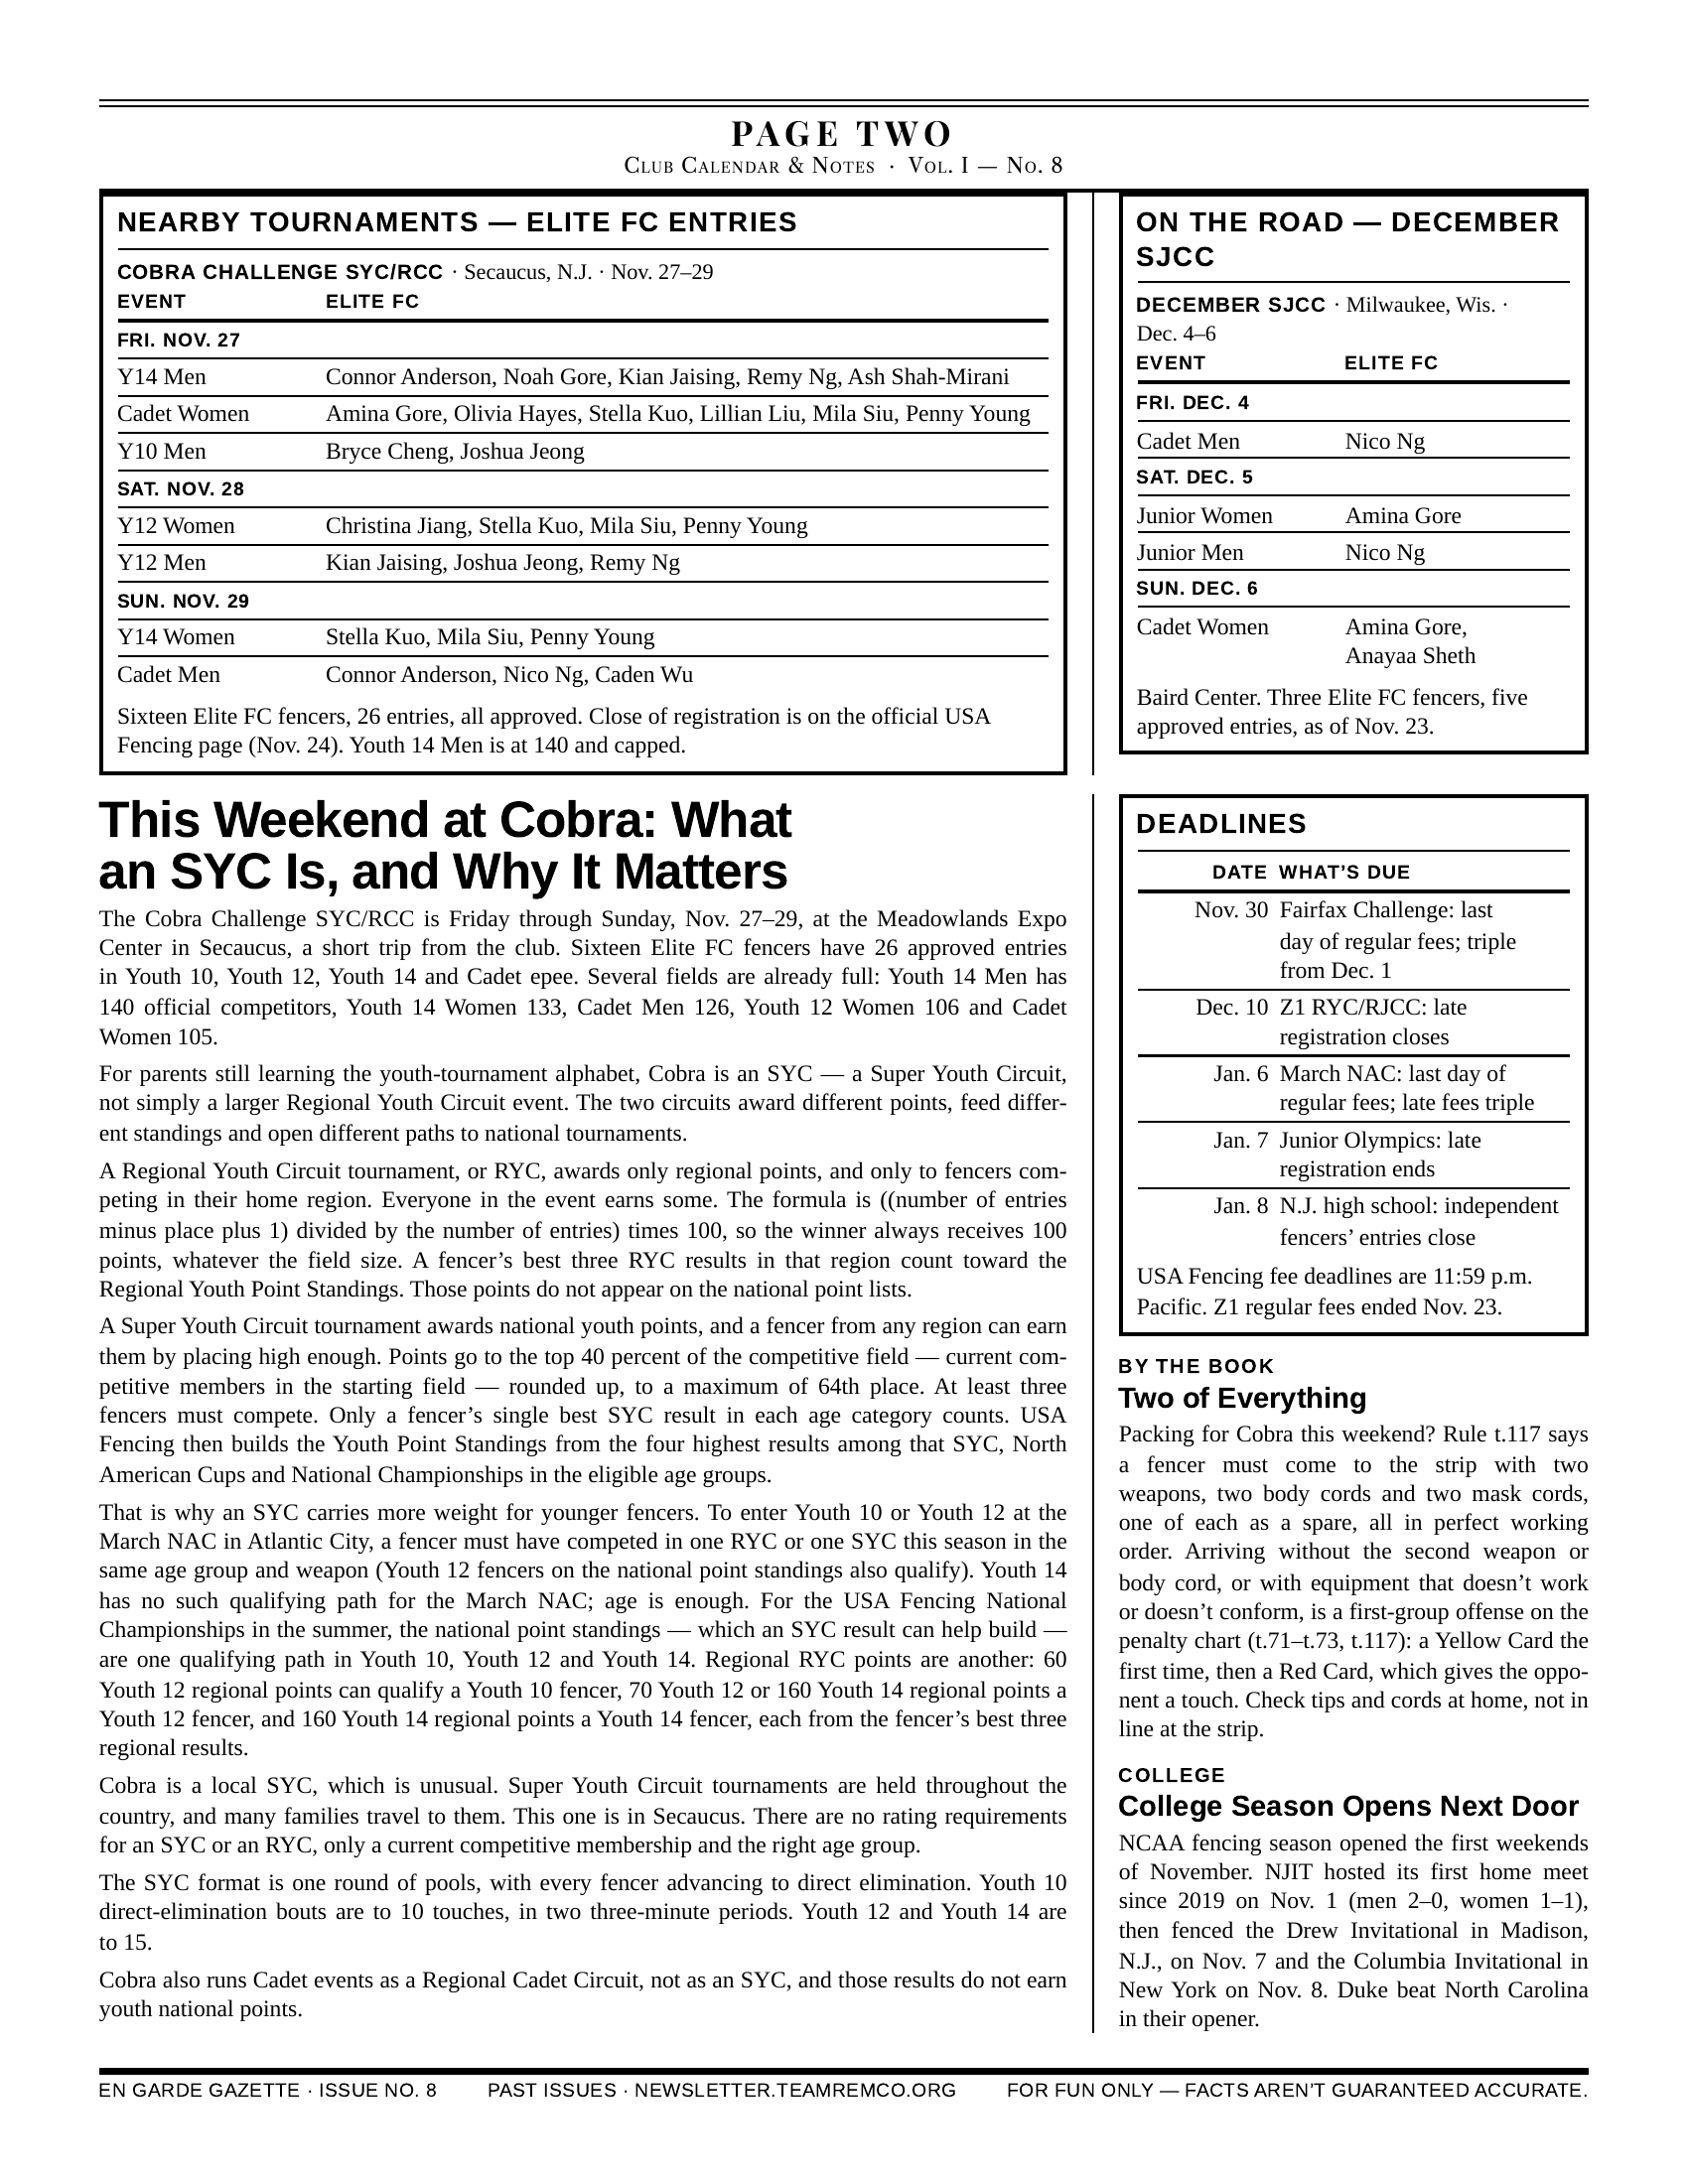 PAGE TWO
Club Calendar & Notes · Vol. I — No. 8
NEARBY TOURNAMENTS — ELITE FC ENTRIES
COBRA CHALLENGE SYC/RCC · Secaucus, N.J. · Nov. 27–29
EVENT ELITE FC
FRI. NOV. 27
Y14 Men Connor Anderson, Noah Gore, Kian Jaising, Remy Ng, Ash Shah-Mirani
Cadet Women Amina Gore, Olivia Hayes, Stella Kuo, Lillian Liu, Mila Siu, Penny Young
Y10 Men Bryce Cheng, Joshua Jeong
SAT. NOV. 28
Y12 Women Christina Jiang, Stella Kuo, Mila Siu, Penny Young
Y12 Men Kian Jaising, Joshua Jeong, Remy Ng
SUN. NOV. 29
Y14 Women Stella Kuo, Mila Siu, Penny Young
Cadet Men Connor Anderson, Nico Ng, Caden Wu
Sixteen Elite FC fencers, 26 entries, all approved. Close of registration is on the official USA
Fencing page (Nov. 24). Youth 14 Men is at 140 and capped.
ON THE ROAD — DECEMBER
SJCC
DECEMBER SJCC · Milwaukee, Wis. ·
Dec. 4–6
EVENT ELITE FC
FRI. DEC. 4
Cadet Men Nico Ng
SAT. DEC. 5
Junior Women Amina Gore
Junior Men Nico Ng
SUN. DEC. 6
Cadet Women Amina Gore,
Anayaa Sheth
Baird Center. Three Elite FC fencers, five
approved entries, as of Nov. 23.
This Weekend at Cobra: What
an SYC Is, and Why It Matters
The Cobra Challenge SYC/RCC is Friday through Sunday, Nov. 27–29, at the Meadowlands Expo
Center in Secaucus, a short trip from the club. Sixteen Elite FC fencers have 26 approved entries
in Youth 10, Youth 12, Youth 14 and Cadet epee. Several fields are already full: Youth 14 Men has
140 official competitors, Youth 14 Women 133, Cadet Men 126, Youth 12 Women 106 and Cadet
Women 105.
For parents still learning the youth-tournament alphabet, Cobra is an SYC — a Super Youth Circuit,
not simply a larger Regional Youth Circuit event. The two circuits award different points, feed differ-
ent standings and open different paths to national tournaments.
A Regional Youth Circuit tournament, or RYC, awards only regional points, and only to fencers com-
peting in their home region. Everyone in the event earns some. The formula is ((number of entries
minus place plus 1) divided by the number of entries) times 100, so the winner always receives 100
points, whatever the field size. A fencer’s best three RYC results in that region count toward the
Regional Youth Point Standings. Those points do not appear on the national point lists.
A Super Youth Circuit tournament awards national youth points, and a fencer from any region can earn
them by placing high enough. Points go to the top 40 percent of the competitive field — current com-
petitive members in the starting field — rounded up, to a maximum of 64th place. At least three
fencers must compete. Only a fencer’s single best SYC result in each age category counts. USA
Fencing then builds the Youth Point Standings from the four highest results among that SYC, North
American Cups and National Championships in the eligible age groups.
That is why an SYC carries more weight for younger fencers. To enter Youth 10 or Youth 12 at the
March NAC in Atlantic City, a fencer must have competed in one RYC or one SYC this season in the
same age group and weapon (Youth 12 fencers on the national point standings also qualify). Youth 14
has no such qualifying path for the March NAC; age is enough. For the USA Fencing National
Championships in the summer, the national point standings — which an SYC result can help build —
are one qualifying path in Youth 10, Youth 12 and Youth 14. Regional RYC points are another: 60
Youth 12 regional points can qualify a Youth 10 fencer, 70 Youth 12 or 160 Youth 14 regional points a
Youth 12 fencer, and 160 Youth 14 regional points a Youth 14 fencer, each from the fencer’s best three
regional results.
Cobra is a local SYC, which is unusual. Super Youth Circuit tournaments are held throughout the
country, and many families travel to them. This one is in Secaucus. There are no rating requirements
for an SYC or an RYC, only a current competitive membership and the right age group.
The SYC format is one round of pools, with every fencer advancing to direct elimination. Youth 10
direct-elimination bouts are to 10 touches, in two three-minute periods. Youth 12 and Youth 14 are
to 15.
Cobra also runs Cadet events as a Regional Cadet Circuit, not as an SYC, and those results do not earn
youth national points.
DEADLINES
DATE WHAT’S DUE
Nov. 30 Fairfax Challenge: last
day of regular fees; triple
from Dec. 1
Dec. 10 Z1 RYC/RJCC: late
registration closes
Jan. 6 March NAC: last day of
regular fees; late fees triple
Jan. 7 Junior Olympics: late
registration ends
Jan. 8 N.J. high school: independent
fencers’ entries close
USA Fencing fee deadlines are 11:59 p.m.
Pacific. Z1 regular fees ended Nov. 23.
BY THE BOOK
Two of Everything
Packing for Cobra this weekend? Rule t.117 says
a fencer must come to the strip with two
weapons, two body cords and two mask cords,
one of each as a spare, all in perfect working
order. Arriving without the second weapon or
body cord, or with equipment that doesn’t work
or doesn’t conform, is a first-group offense on the
penalty chart (t.71–t.73, t.117): a Yellow Card the
first time, then a Red Card, which gives the oppo-
nent a touch. Check tips and cords at home, not in
line at the strip.
COLLEGE
College Season Opens Next Door
NCAA fencing season opened the first weekends
of November. NJIT hosted its first home meet
since 2019 on Nov. 1 (men 2–0, women 1–1),
then fenced the Drew Invitational in Madison,
N.J., on Nov. 7 and the Columbia Invitational in
New York on Nov. 8. Duke beat North Carolina
in their opener.
EN GARDE GAZETTE · ISSUE NO. 8 PAST ISSUES · NEWSLETTER.TEAMREMCO.ORG FOR FUN ONLY — FACTS AREN’T GUARANTEED ACCURATE.